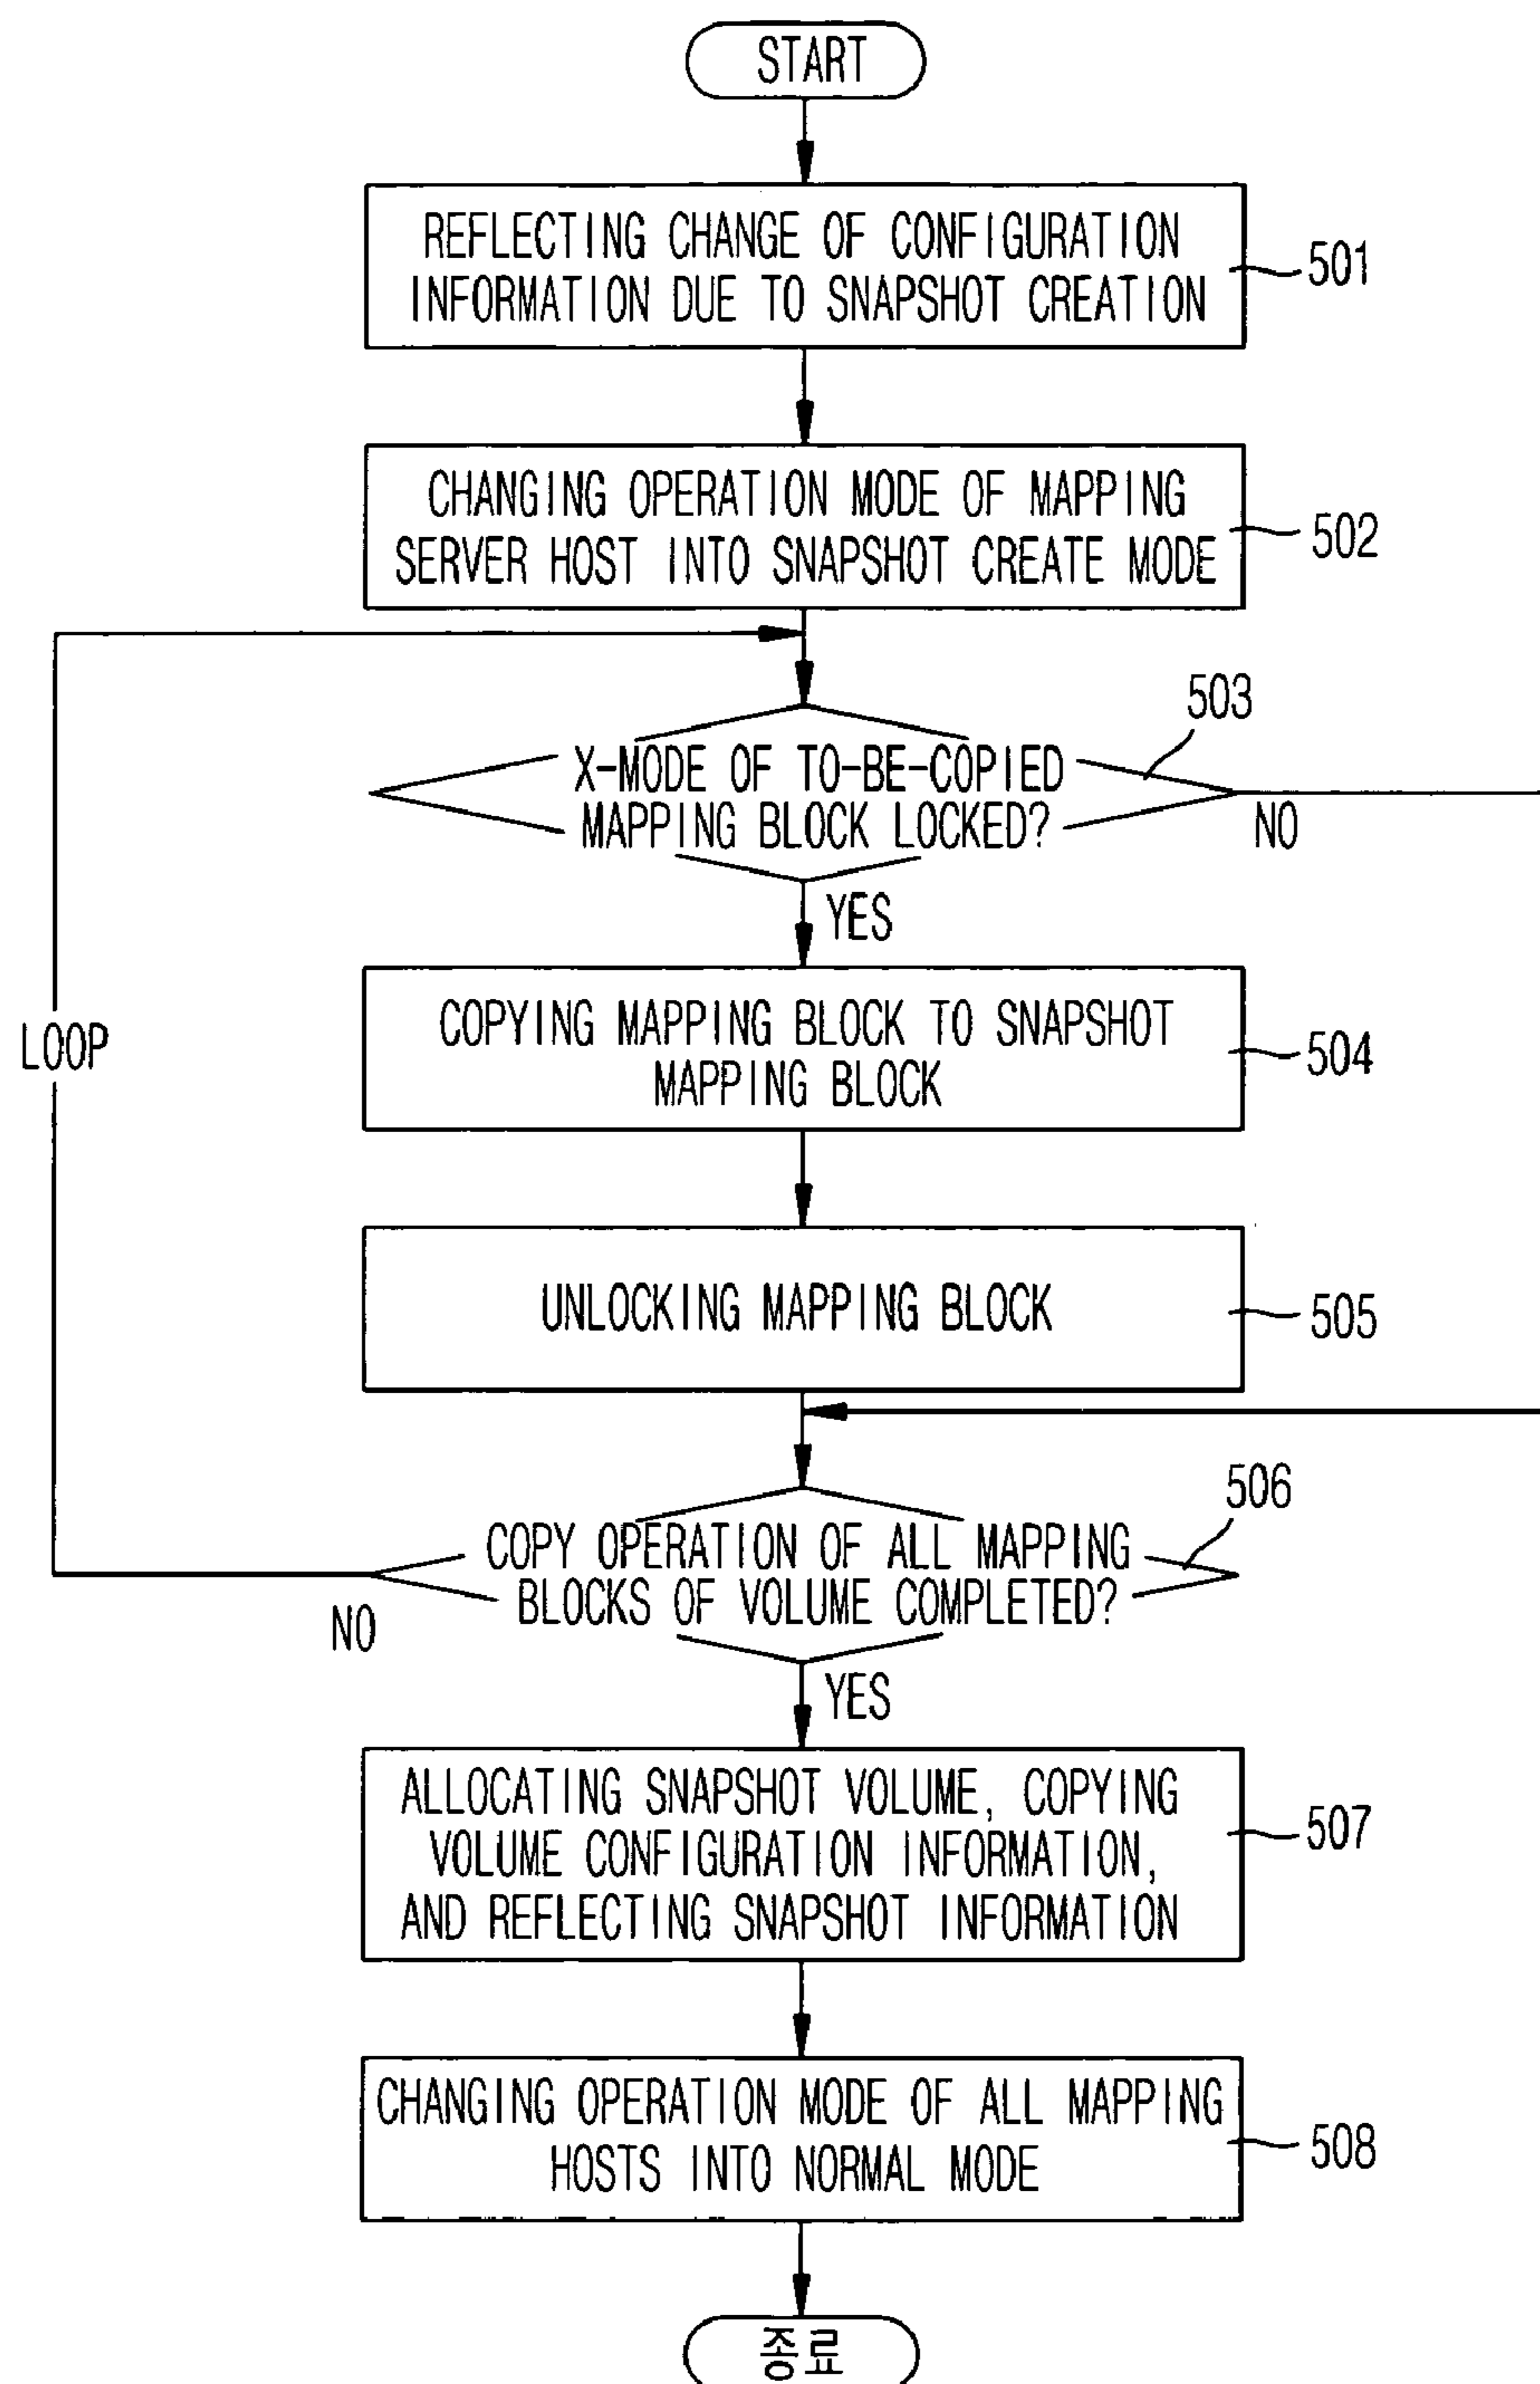 START
REFLECTING CHANGE OF CONFIGURATION
INFORMATION DUE TO SNAPSHOT CREATION
501
CHANGING OPERATION MODE OF MAPPING
SERVER HOST INTO SNAPSHOT CREATE MODE
502
503
X-MODE OF TO-BE-COPIED
MAPPING BLOCK LOCKED?
NO
YES
COPYING MAPPING BLOCK TO SNAPSHOT
MAPPING BLOCK
504
LOOP
UNLOCKING MAPPING BLOCK
505
506
COPY OPERATION OF ALL MAPPING
BLOCKS OF VOLUME COMPLETED?
NO
YES
ALLOCATING SNAPSHOT VOLUME, COPYING
VOLUME CONFIGURATION INFORMATION,
AND REFLECTING SNAPSHOT INFORMATION
507
CHANGING OPERATION MODE OF ALL MAPPING
HOSTS INTO NORMAL MODE
508
종료